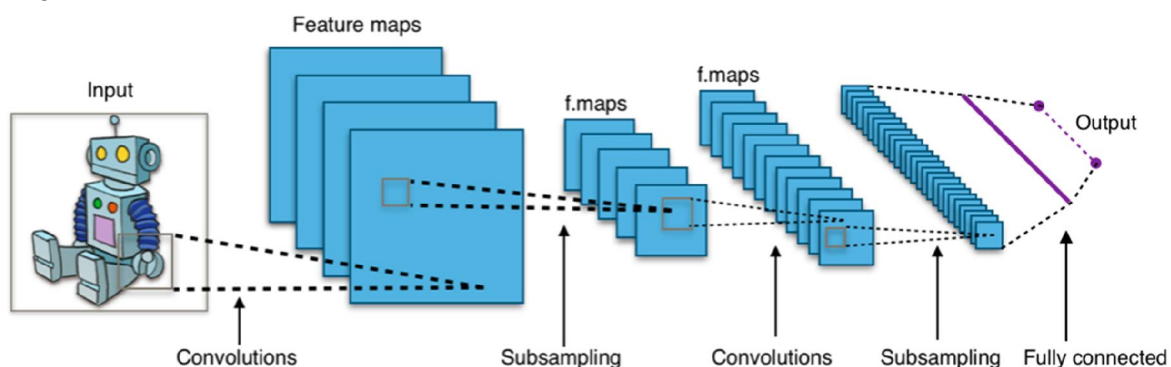 Feature maps
f.maps
Input
f.maps
Output
Convolutions
Subsampling
Convolutions
Subsampling
Fully connected